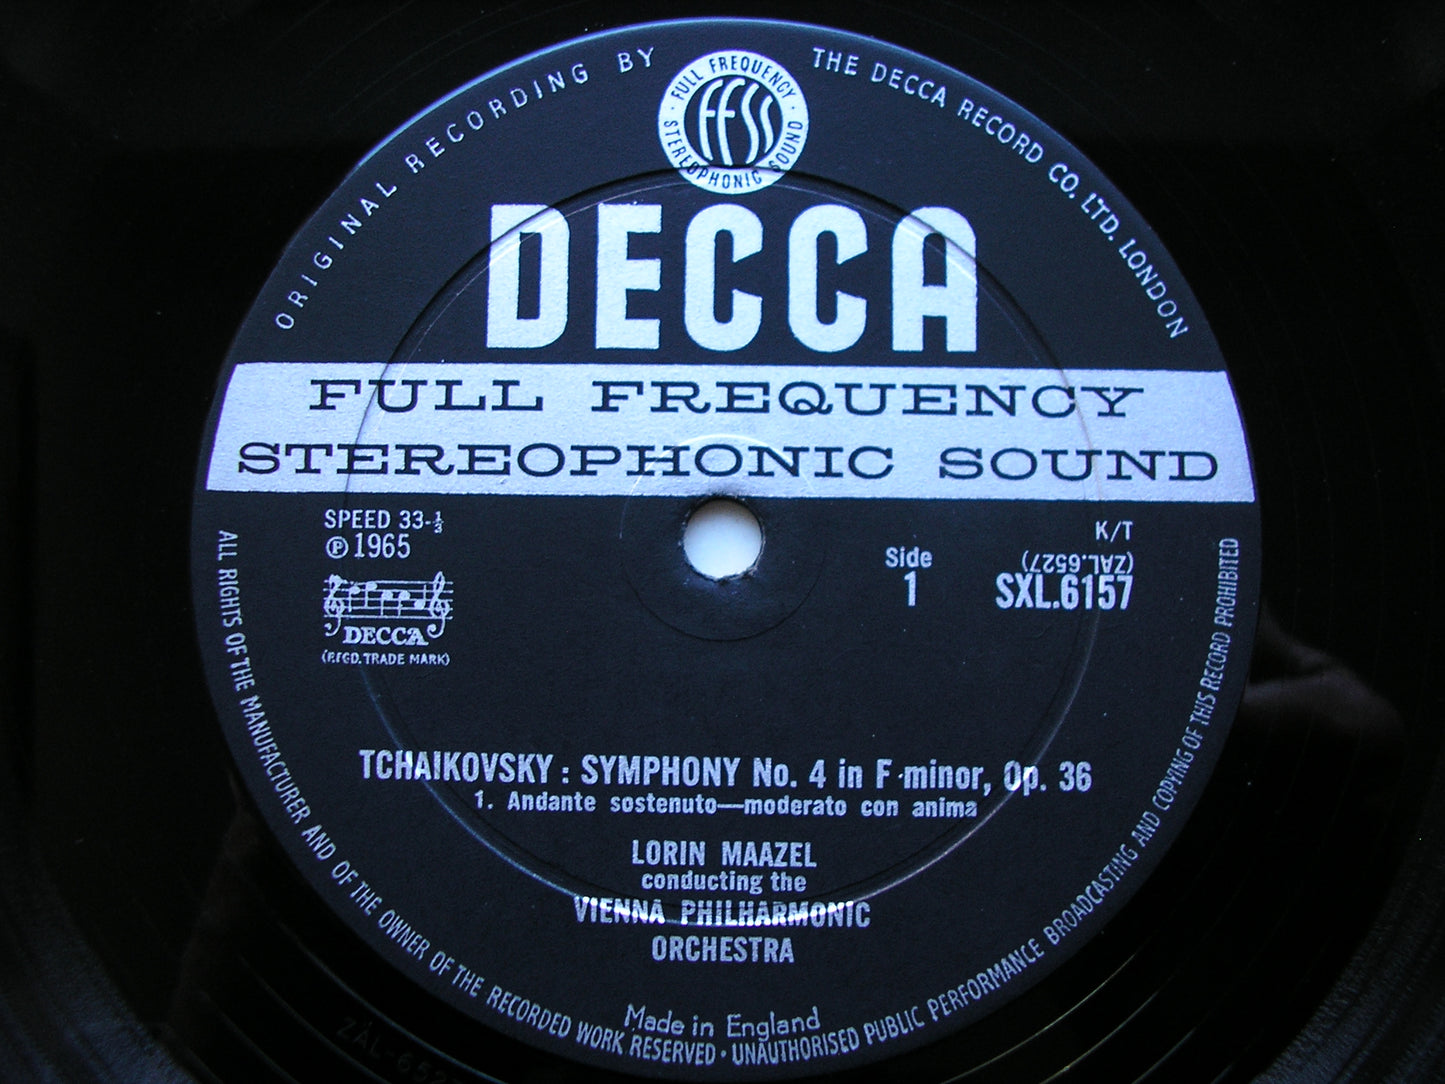 ORIGINAL RECORDING BY THE DECCA RECORD CO. LTD. LONDON
FULL FREQUENCY
STEREOPHONIC SOUND
FFSS
DECCA
FULL FREQUENCY
STEREOPHONIC SOUND
SPEED 33-⅓
Ⓟ1965
DECCA
(REGD. TRADE MARK)
Side
1
K/T
(ZAL.6527)
SXL.6157
TCHAIKOVSKY : SYMPHONY No. 4 in F minor, Op. 36
1. Andante sostenuto—moderato con anima
LORIN MAAZEL
conducting the
VIENNA PHILHARMONIC
ORCHESTRA
Made in England
ALL RIGHTS OF THE MANUFACTURER AND OF THE OWNER OF THE RECORDED WORK RESERVED · UNAUTHORISED PUBLIC PERFORMANCE BROADCASTING AND COPYING OF THIS RECORD PROHIBITED